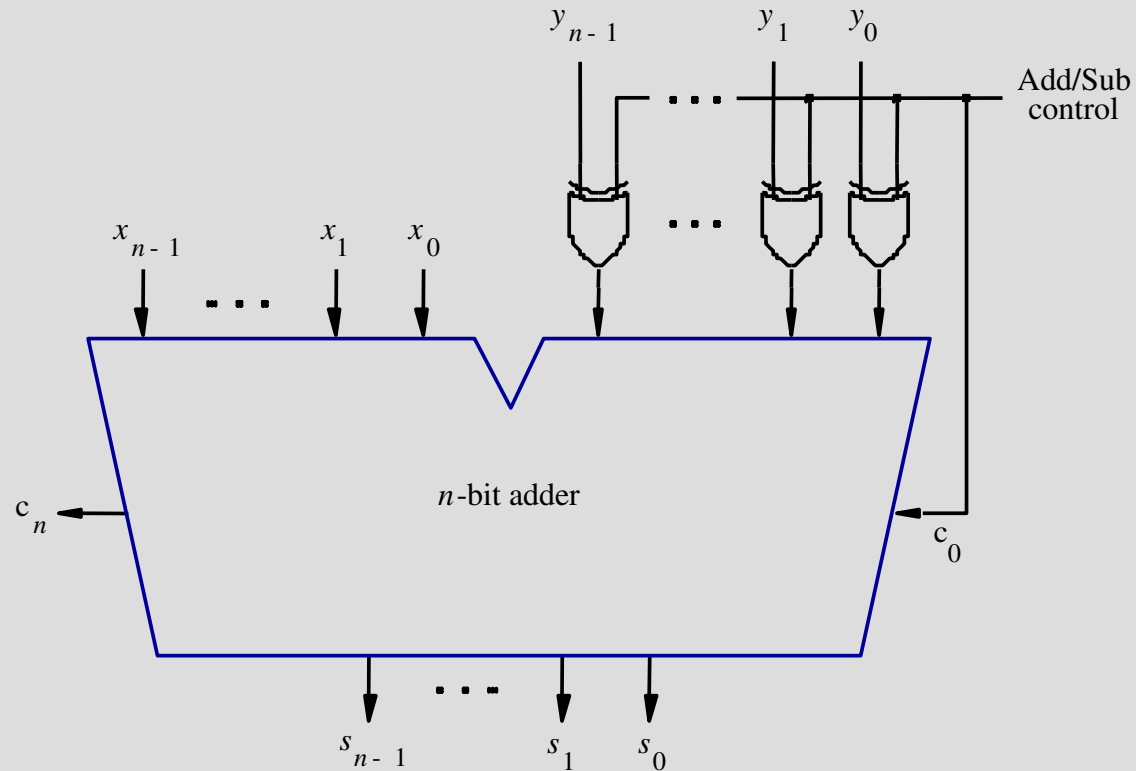 y_{n-1} y_1 y_0
Add/Sub
control
x_{n-1} x_1 x_0
n-bit adder
c_n
c_0
s_{n-1} s_1 s_0